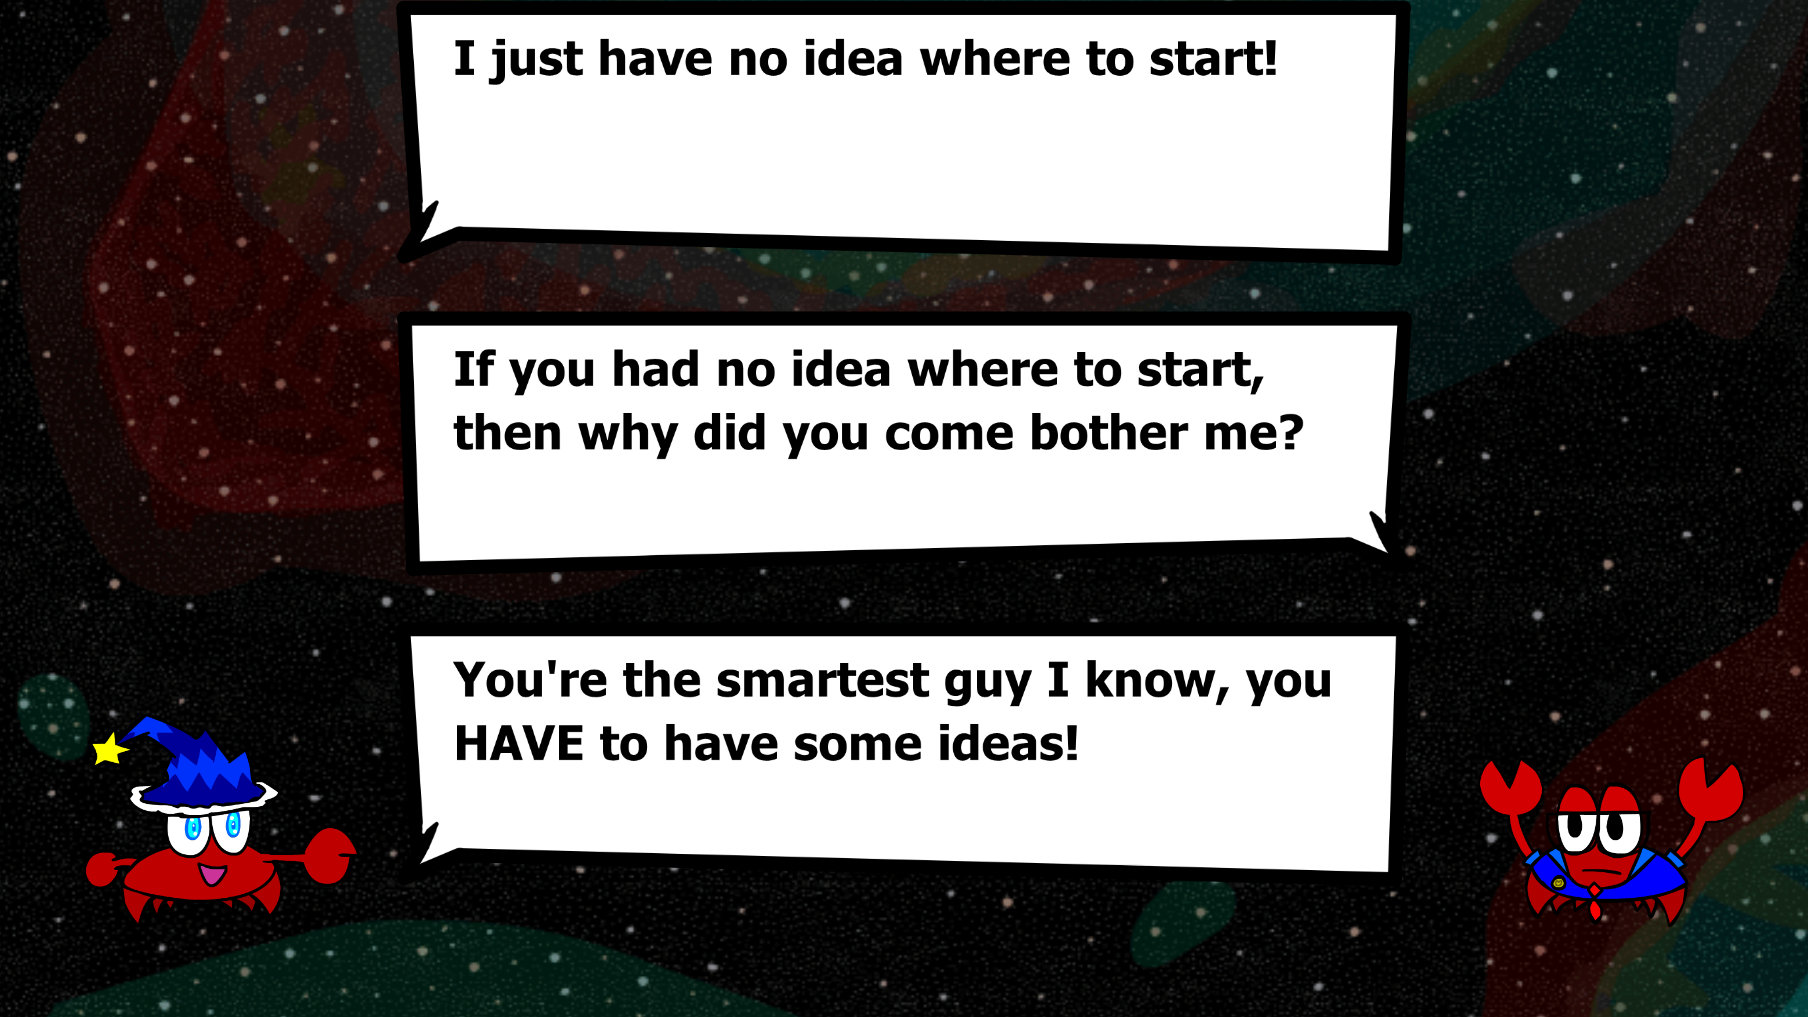 I just have no idea where to start!
If you had no idea where to start,
then why did you come bother me?
You're the smartest guy I know, you
HAVE to have some ideas!